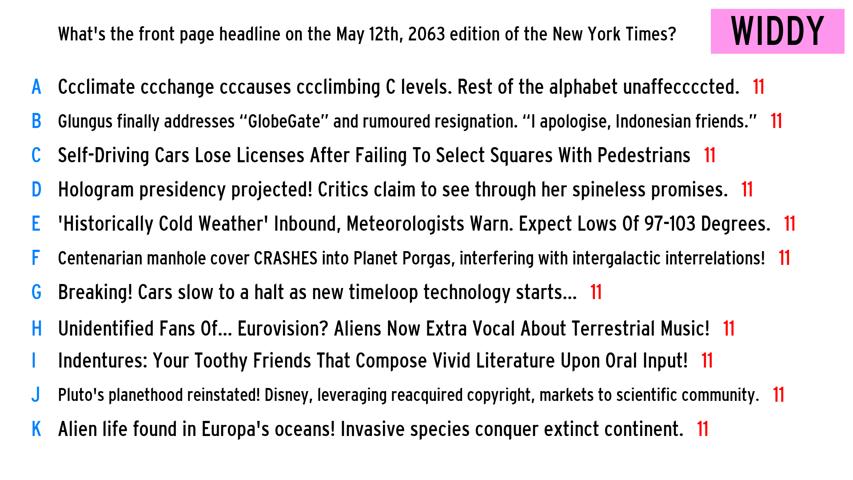 What's the front page headline on the May 12th, 2063 edition of the New York Times?
WIDDY
A Ccclimate ccchange cccauses ccclimbing C levels. Rest of the alphabet unaffecccccted. 11
B Glungus finally addresses “GlobeGate” and rumoured resignation. “I apologise, Indonesian friends.” 11
C Self-Driving Cars Lose Licenses After Failing To Select Squares With Pedestrians 11
D Hologram presidency projected! Critics claim to see through her spineless promises. 11
E 'Historically Cold Weather' Inbound, Meteorologists Warn. Expect Lows Of 97-103 Degrees. 11
F Centenarian manhole cover CRASHES into Planet Porgas, interfering with intergalactic interrelations! 11
G Breaking! Cars slow to a halt as new timeloop technology starts... 11
H Unidentified Fans Of... Eurovision? Aliens Now Extra Vocal About Terrestrial Music! 11
I Indentures: Your Toothy Friends That Compose Vivid Literature Upon Oral Input! 11
J Pluto's planethood reinstated! Disney, leveraging reacquired copyright, markets to scientific community. 11
K Alien life found in Europa's oceans! Invasive species conquer extinct continent. 11